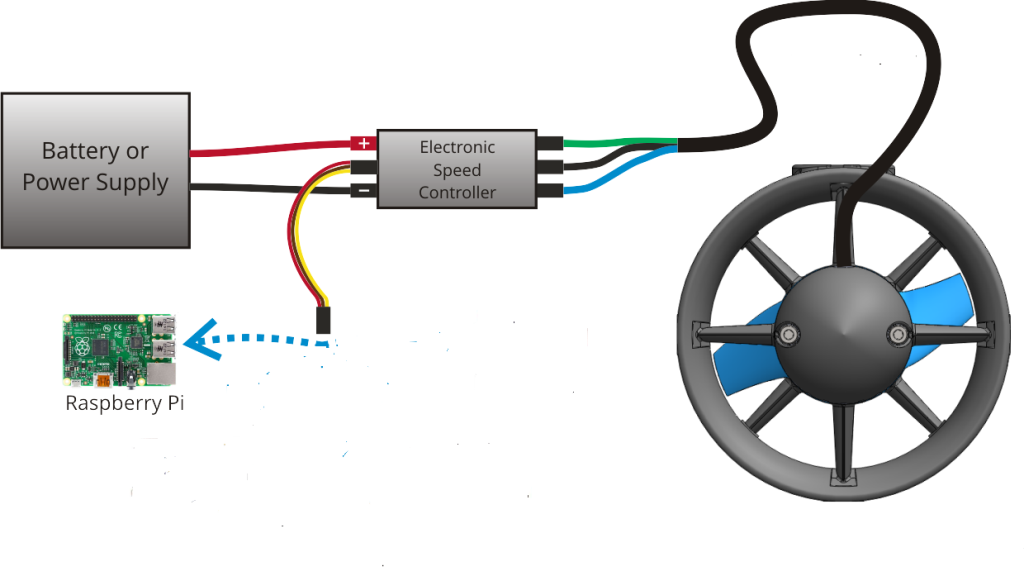 Battery or
Power Supply
+
-
Electronic
Speed
Controller
Raspberry Pi